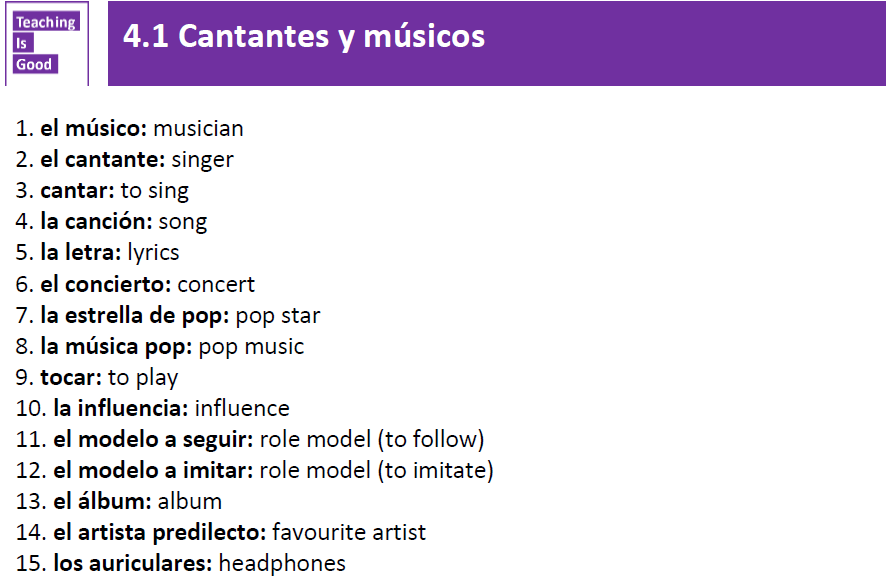 Teaching
Is
Good
4.1 Cantantes y músicos
1. el músico: musician
2. el cantante: singer
3. cantar: to sing
4. la canción: song
5. la letra: lyrics
6. el concierto: concert
7. la estrella de pop: pop star
8. la música pop: pop music
9. tocar: to play
10. la influencia: influence
11. el modelo a seguir: role model (to follow)
12. el modelo a imitar: role model (to imitate)
13. el álbum: album
14. el artista predilecto: favourite artist
15. los auriculares: headphones